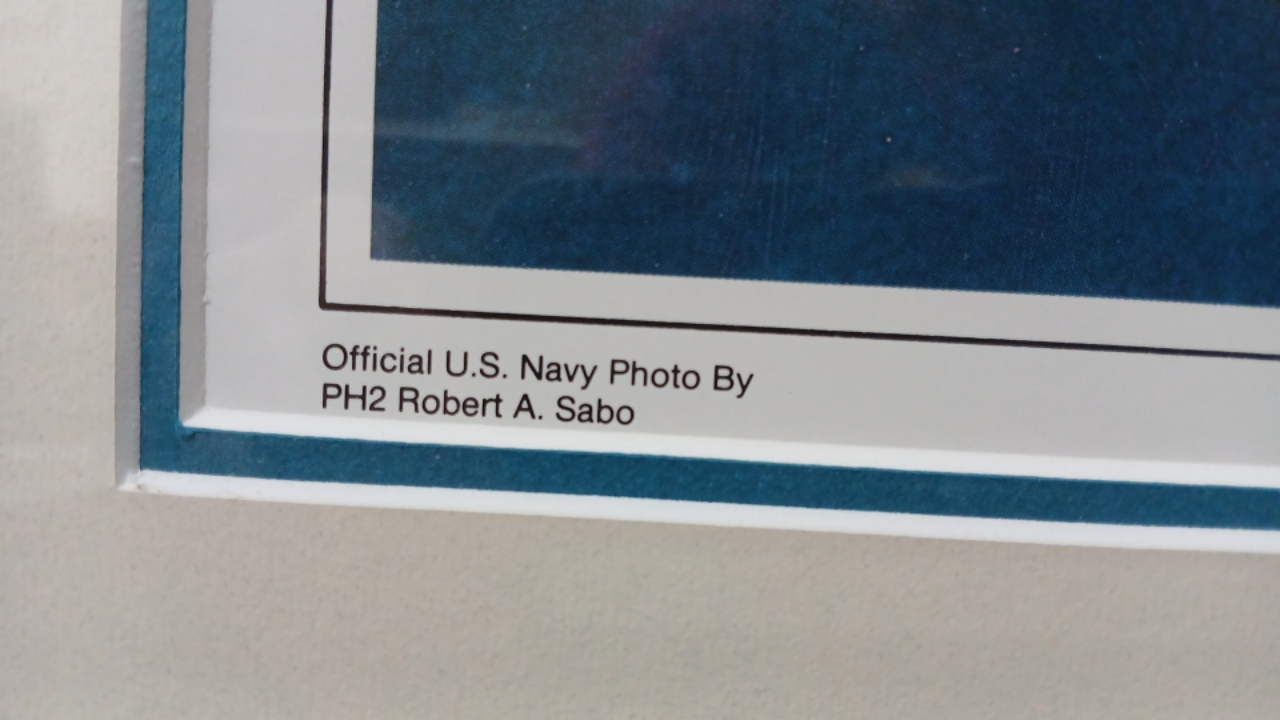 Official U.S. Navy Photo By
PH2 Robert A. Sabo